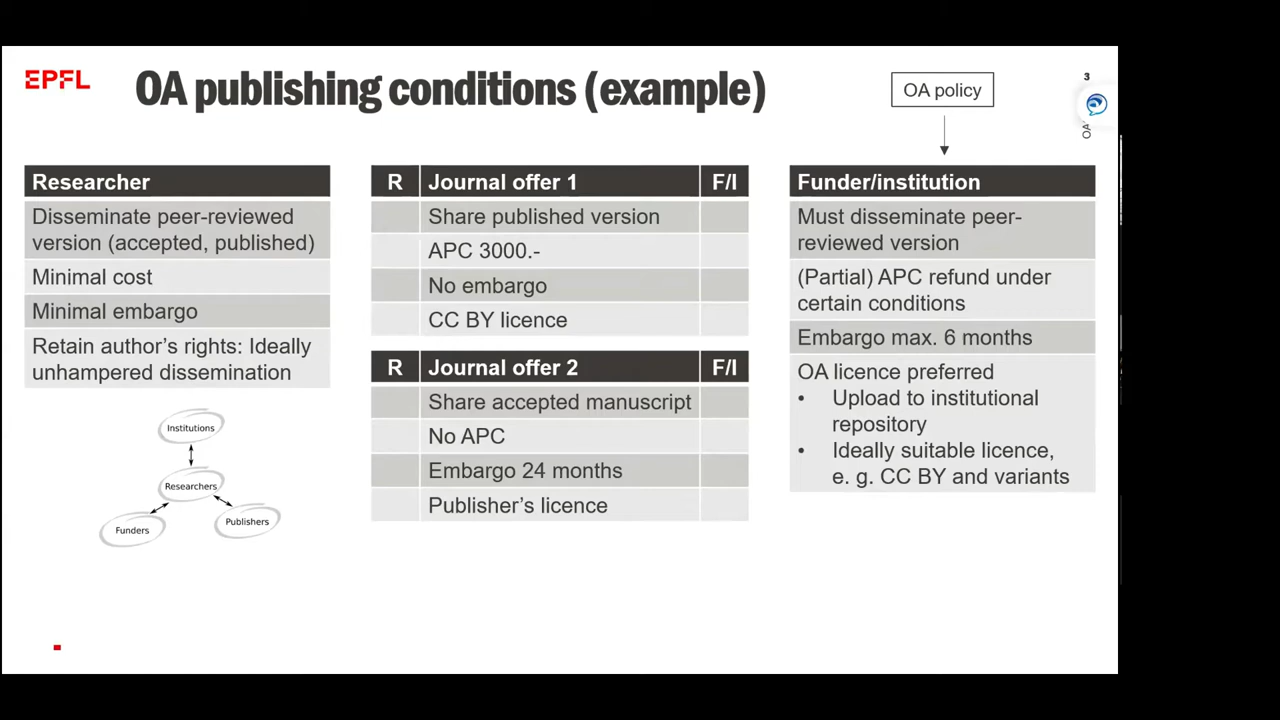 EPFL
OA publishing conditions (example)
OA policy
3
OA
Researcher
Disseminate peer-reviewed
version (accepted, published)
Minimal cost
Minimal embargo
Retain author’s rights: Ideally
unhampered dissemination
Institutions
Researchers
Funders
Publishers
R Journal offer 1 F/I
Share published version
APC 3000.-
No embargo
CC BY licence
R Journal offer 2 F/I
Share accepted manuscript
No APC
Embargo 24 months
Publisher’s licence
Funder/institution
Must disseminate peer-
reviewed version
(Partial) APC refund under
certain conditions
Embargo max. 6 months
OA licence preferred
• Upload to institutional
repository
• Ideally suitable licence,
e. g. CC BY and variants